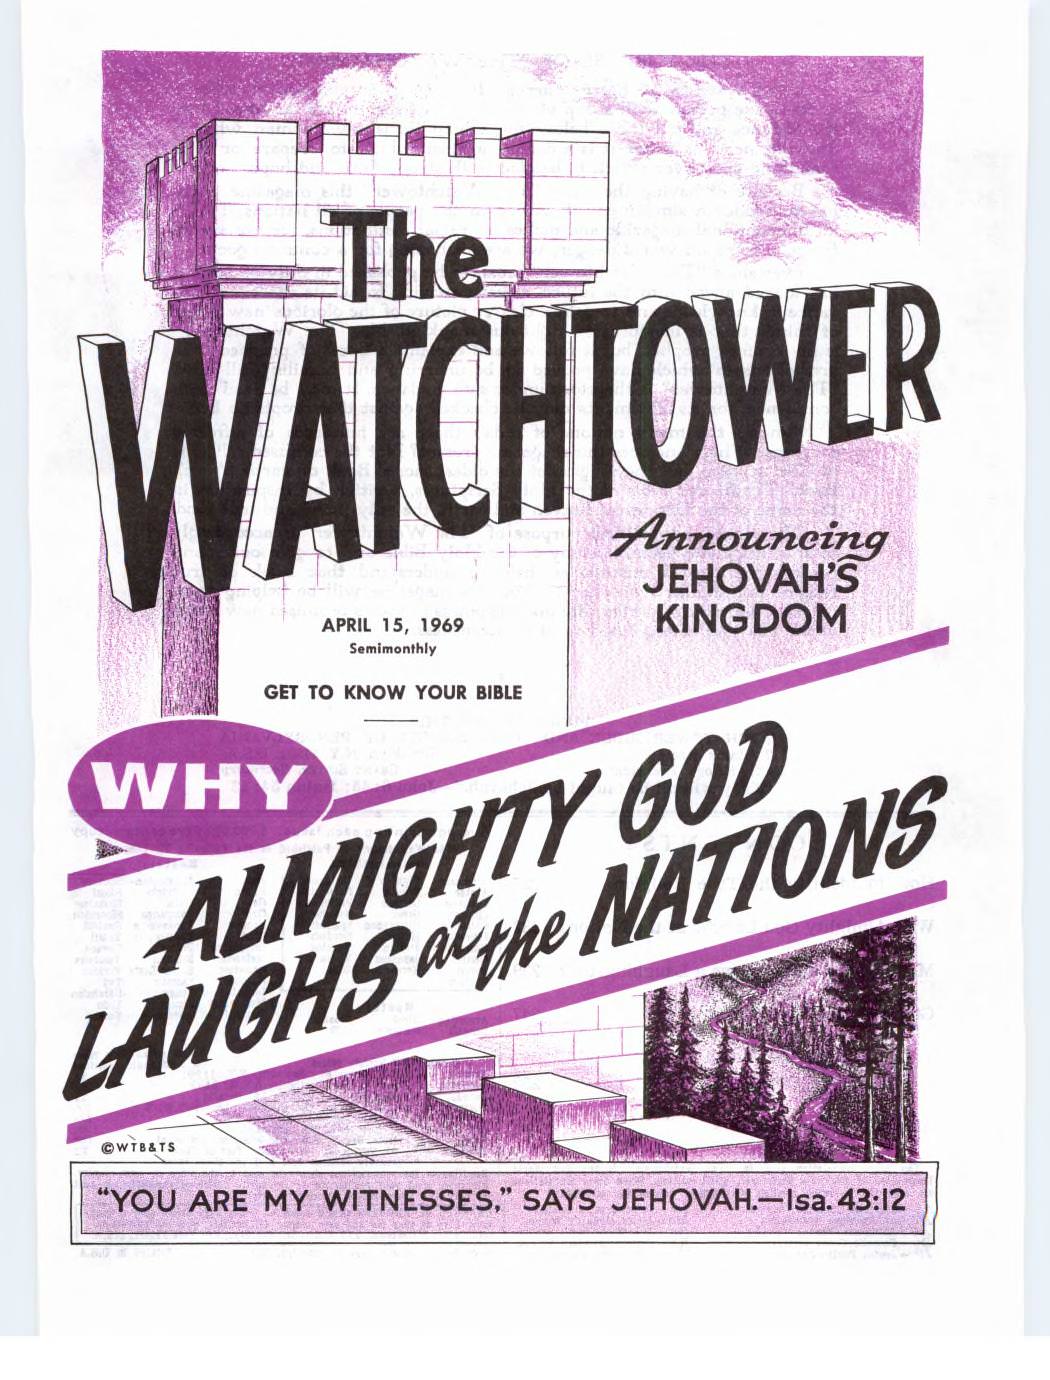 The
WATCHTOWER
Announcing
JEHOVAH'S
KINGDOM
APRIL 15, 1969
Semimonthly
GET TO KNOW YOUR BIBLE
WHY
ALMIGHTY GOD
LAUGHS at the NATIONS
©WTB&TS
"YOU ARE MY WITNESSES," SAYS JEHOVAH.—Isa. 43:12